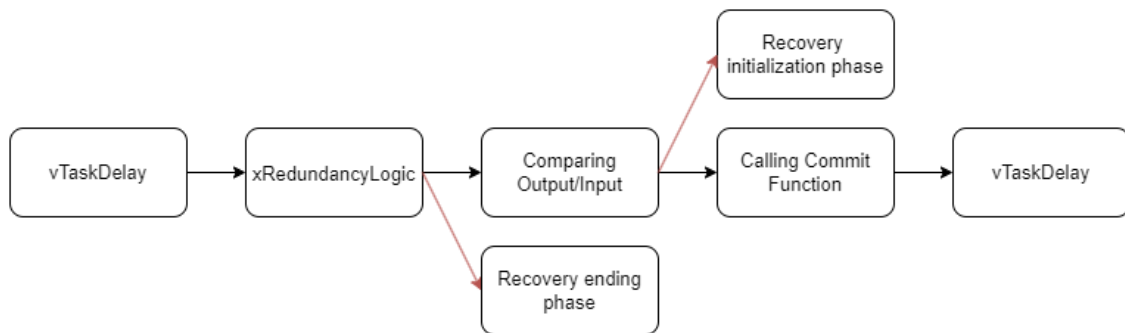 Recovery
initialization phase
vTaskDelay
xRedundancyLogic
Comparing
Output/Input
Calling Commit
Function
vTaskDelay
Recovery ending
phase